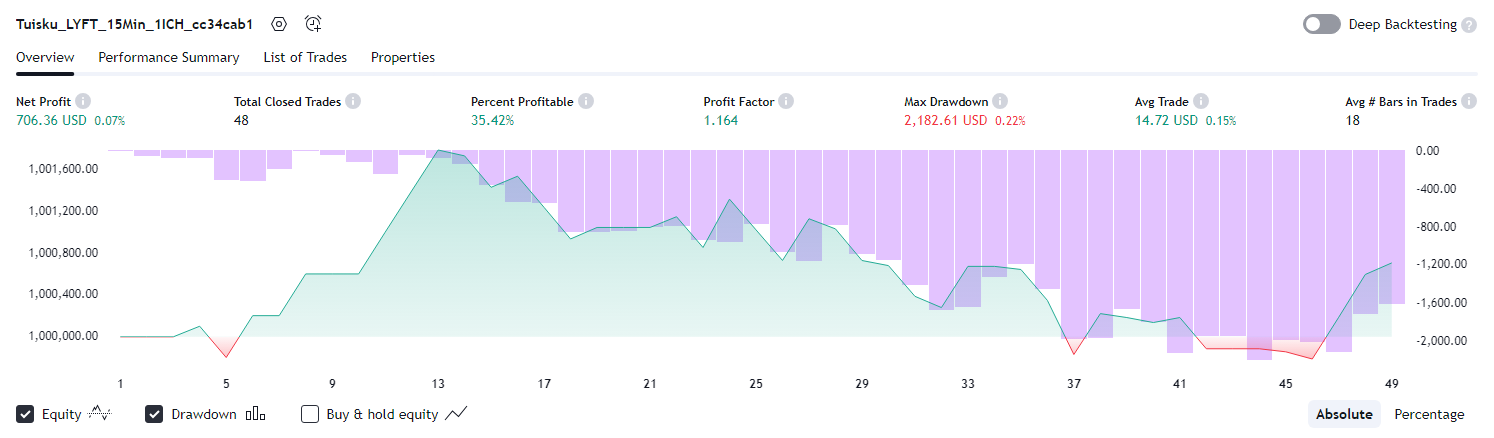 Tuisku_LYFT_15Min_1ICH_cc34cab1
Deep Backtesting ?
Overview Performance Summary List of Trades Properties
Net Profit i Total Closed Trades i Percent Profitable i Profit Factor i Max Drawdown i Avg Trade i Avg # Bars in Trades i
706.36 USD 0.07% 48 35.42% 1.164 2,182.61 USD 0.22% 14.72 USD 0.15% 18
0.00
1,001,600.00
-400.00
1,001,200.00
-800.00
1,000,800.00
-1,200.00
1,000,400.00
-1,600.00
1,000,000.00
-2,000.00
1 5 9 13 17 21 25 29 33 37 41 45 49
Equity Drawdown Buy & hold equity Absolute Percentage